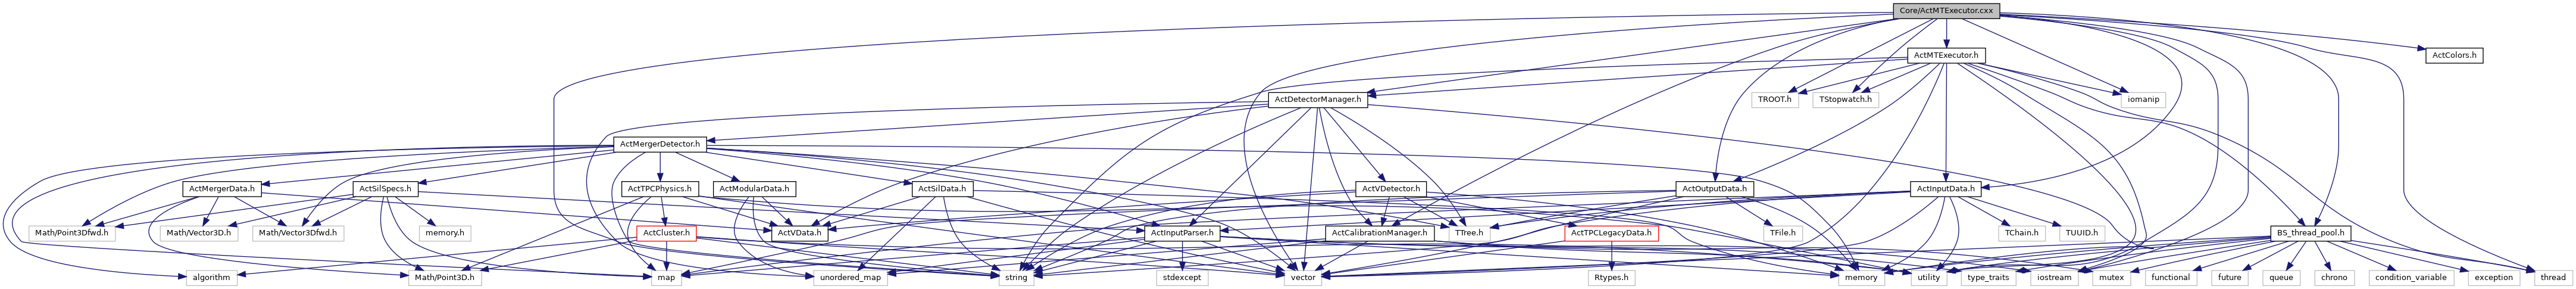 Core/ActMTExecutor.cxx
ActMTExecutor.h
ActColors.h
ActDetectorManager.h
TROOT.h
TStopwatch.h
iomanip
ActMergerDetector.h
ActMergerData.h
ActSilSpecs.h
ActTPCPhysics.h
ActModularData.h
ActSilData.h
ActVDetector.h
ActOutputData.h
ActInputData.h
Math/Point3Dfwd.h
Math/Vector3D.h
Math/Vector3Dfwd.h
memory.h
ActCluster.h
ActVData.h
ActInputParser.h
ActCalibrationManager.h
TTree.h
ActTPCLegacyData.h
TFile.h
TChain.h
TUUID.h
BS_thread_pool.h
algorithm
Math/Point3D.h
map
unordered_map
string
stdexcept
vector
Rtypes.h
memory
utility
type_traits
iostream
mutex
functional
future
queue
chrono
condition_variable
exception
thread